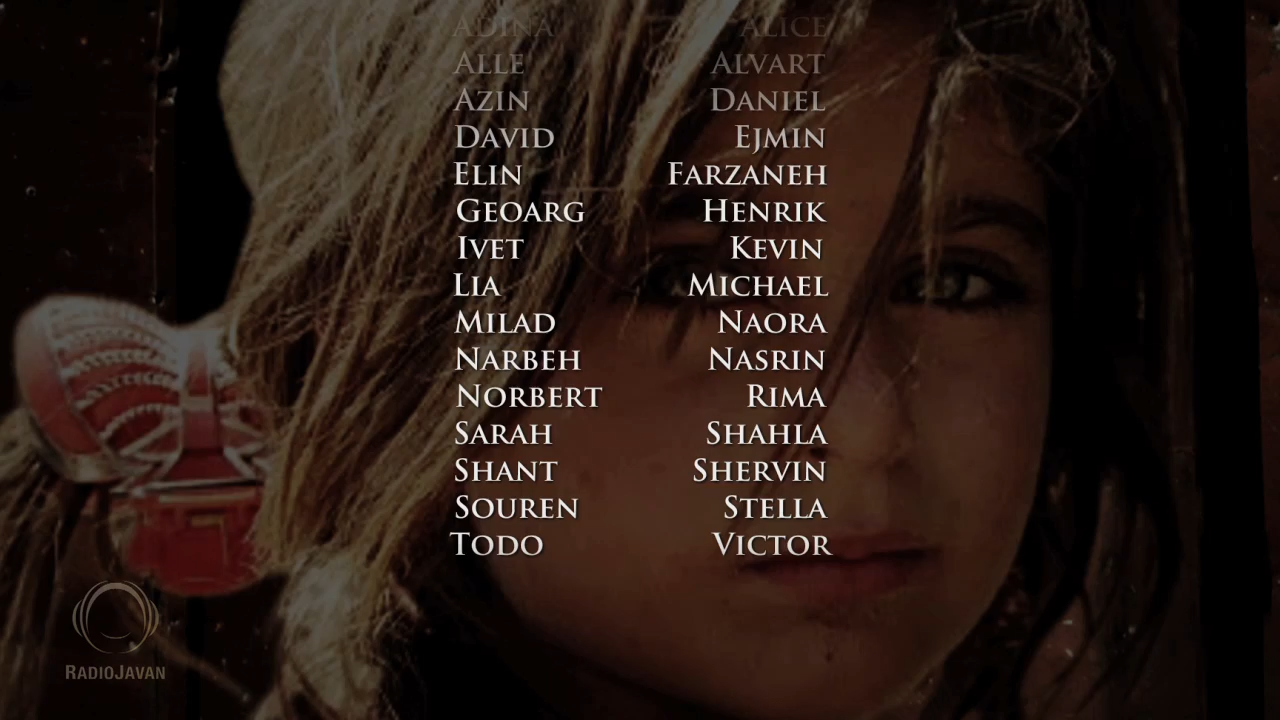 ADINA ALICE
ALLE ALVART
AZIN DANIEL
DAVID EJMIN
ELIN FARZANEH
GEOARG HENRIK
IVET KEVIN
LIA MICHAEL
MILAD NAORA
NARBEH NASRIN
NORBERT RIMA
SARAH SHAHLA
SHANT SHERVIN
SOUREN STELLA
TODO VICTOR
RADIOJAVAN